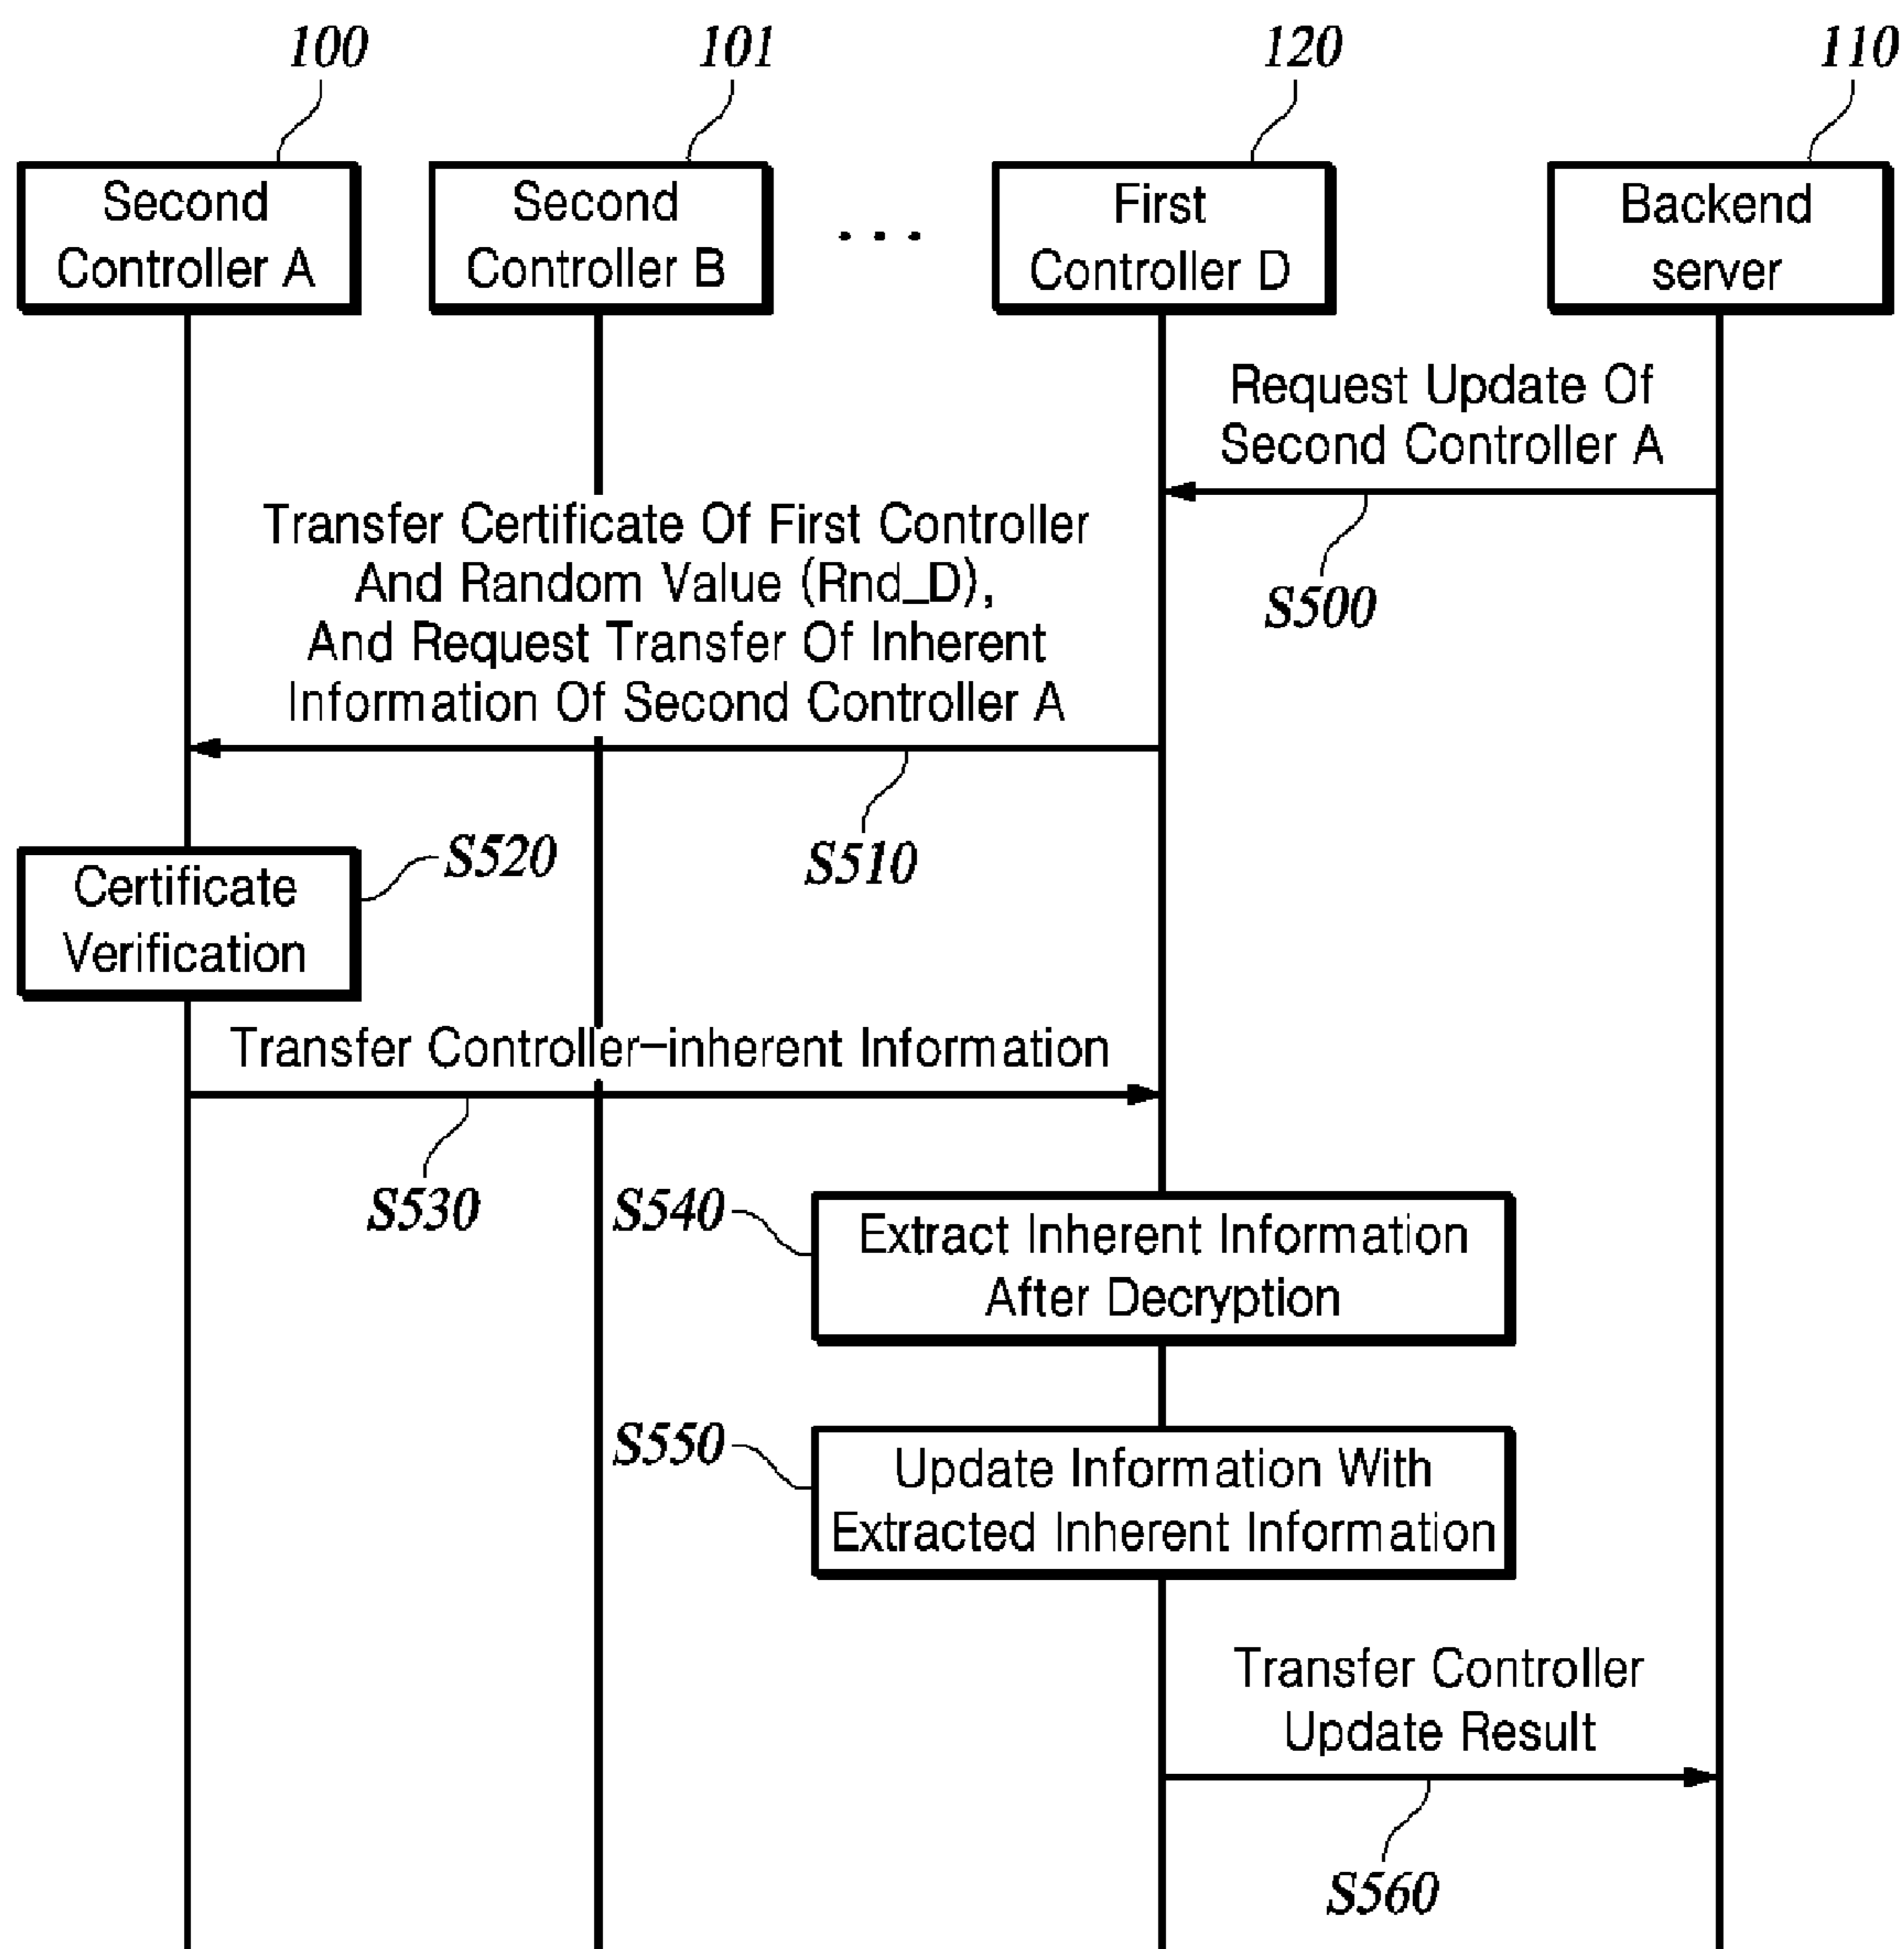 100
101
120
110
Second
Controller A
Second
Controller B
...
First
Controller D
Backend
server
Request Update Of
Second Controller A
S500
Transfer Certificate Of First Controller
And Random Value (Rnd_D),
And Request Transfer Of Inherent
Information Of Second Controller A
S510
Certificate
Verification
S520
Transfer Controller-inherent Information
S530
S540
Extract Inherent Information
After Decryption
S550
Update Information With
Extracted Inherent Information
Transfer Controller
Update Result
S560